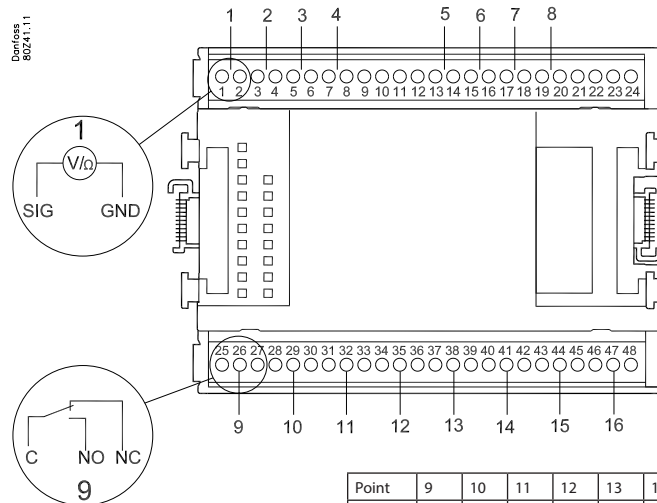 Danfoss
80Z41.11
1 2 3 4 5 6 7 8
1 2 3 4 5 6 7 8 9 10 11 12 13 14 15 16 17 18 19 20 21 22 23 24
1
V/Ω
SIG GND
25 26 27 28 29 30 31 32 33 34 35 36 37 38 39 40 41 42 43 44 45 46 47 48
9 10 11 12 13 14 15 16
C NO NC
9
Point 9 10 11 12 13 1